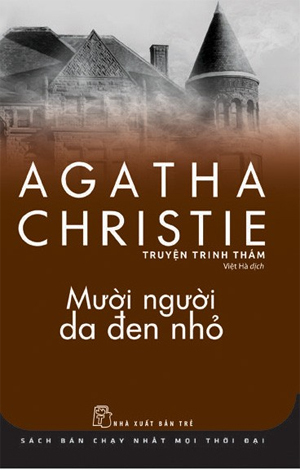 AGATHA
CHRISTIE
TRUYỆN TRINH THÁM
Việt Hà dịch
Mười người
da đen nhỏ
NHÀ XUẤT BẢN TRẺ
SÁCH BÁN CHẠY NHẤT MỌI THỜI ĐẠI